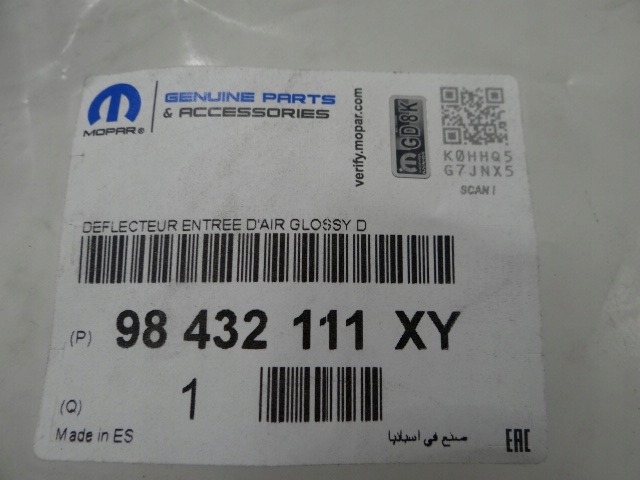 MOPAR®
GENUINE PARTS
& ACCESSORIES
verify.mopar.com
GD8K
K0HHQ5
G7JNX5
SCAN!
DEFLECTEUR ENTREE D'AIR GLOSSY D
(P) 98 432 111 XY
(Q) 1
Made in ES
صنع في اسبانيا
EAC